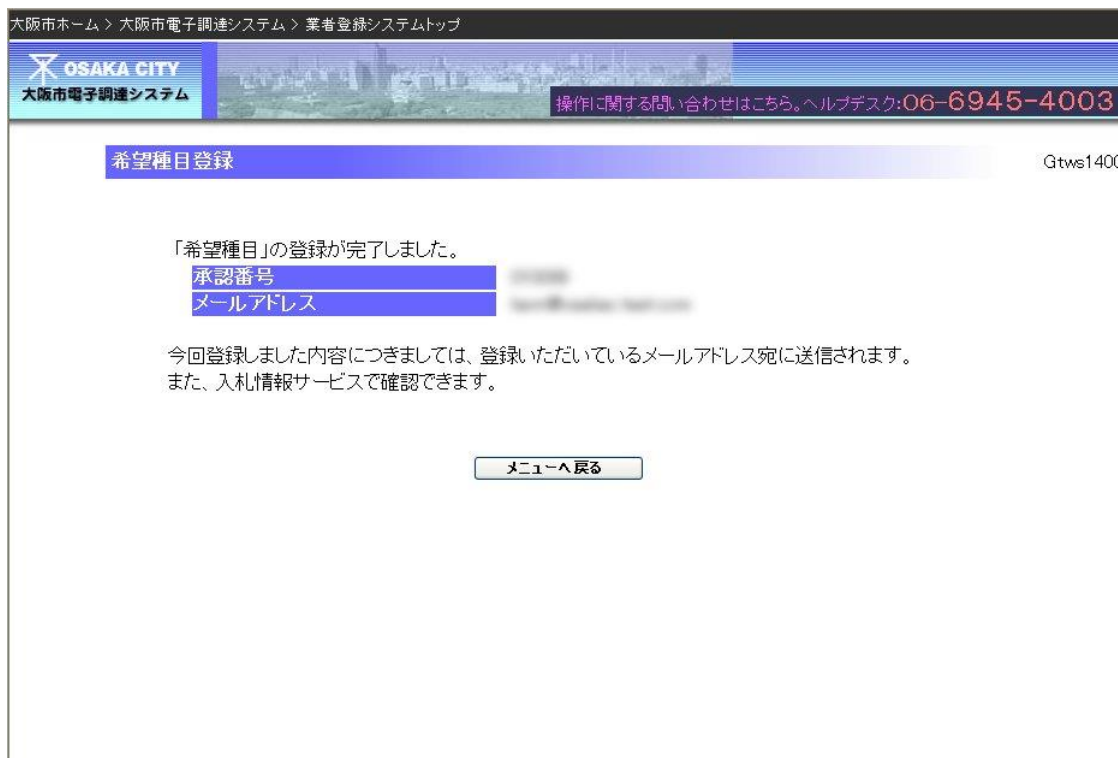 大阪市ホーム > 大阪市電子調達システム > 業者登録システムトップ
OSAKA CITY
大阪市電子調達システム
操作に関する問い合わせはこちら。ヘルプデスク:06-6945-4003
希望種目登録
Gtws1400
「希望種目」の登録が完了しました。
承認番号
メールアドレス
今回登録しました内容につきましては、登録いただいているメールアドレス宛に送信されます。
また、入札情報サービスで確認できます。
メニューへ戻る